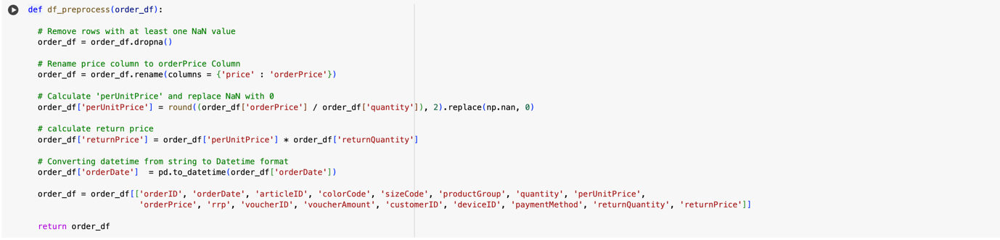 def df_preprocess(order_df):
# Remove rows with at least one NaN value
order_df = order_df.dropna()
# Rename price column to orderPrice Column
order_df = order_df.rename(columns = {'price' : 'orderPrice'})
# Calculate 'perUnitPrice' and replace NaN with 0
order_df['perUnitPrice'] = round((order_df['orderPrice'] / order_df['quantity']), 2).replace(np.nan, 0)
# calculate return price
order_df['returnPrice'] = order_df['perUnitPrice'] * order_df['returnQuantity']
# Converting datetime from string to Datetime format
order_df['orderDate']  = pd.to_datetime(order_df['orderDate'])
order_df = order_df[['orderID', 'orderDate', 'articleID', 'colorCode', 'sizeCode', 'productGroup', 'quantity', 'perUnitPrice',
'orderPrice', 'rrp', 'voucherID', 'voucherAmount', 'customerID', 'deviceID', 'paymentMethod', 'returnQuantity', 'returnPrice']]
return order_df